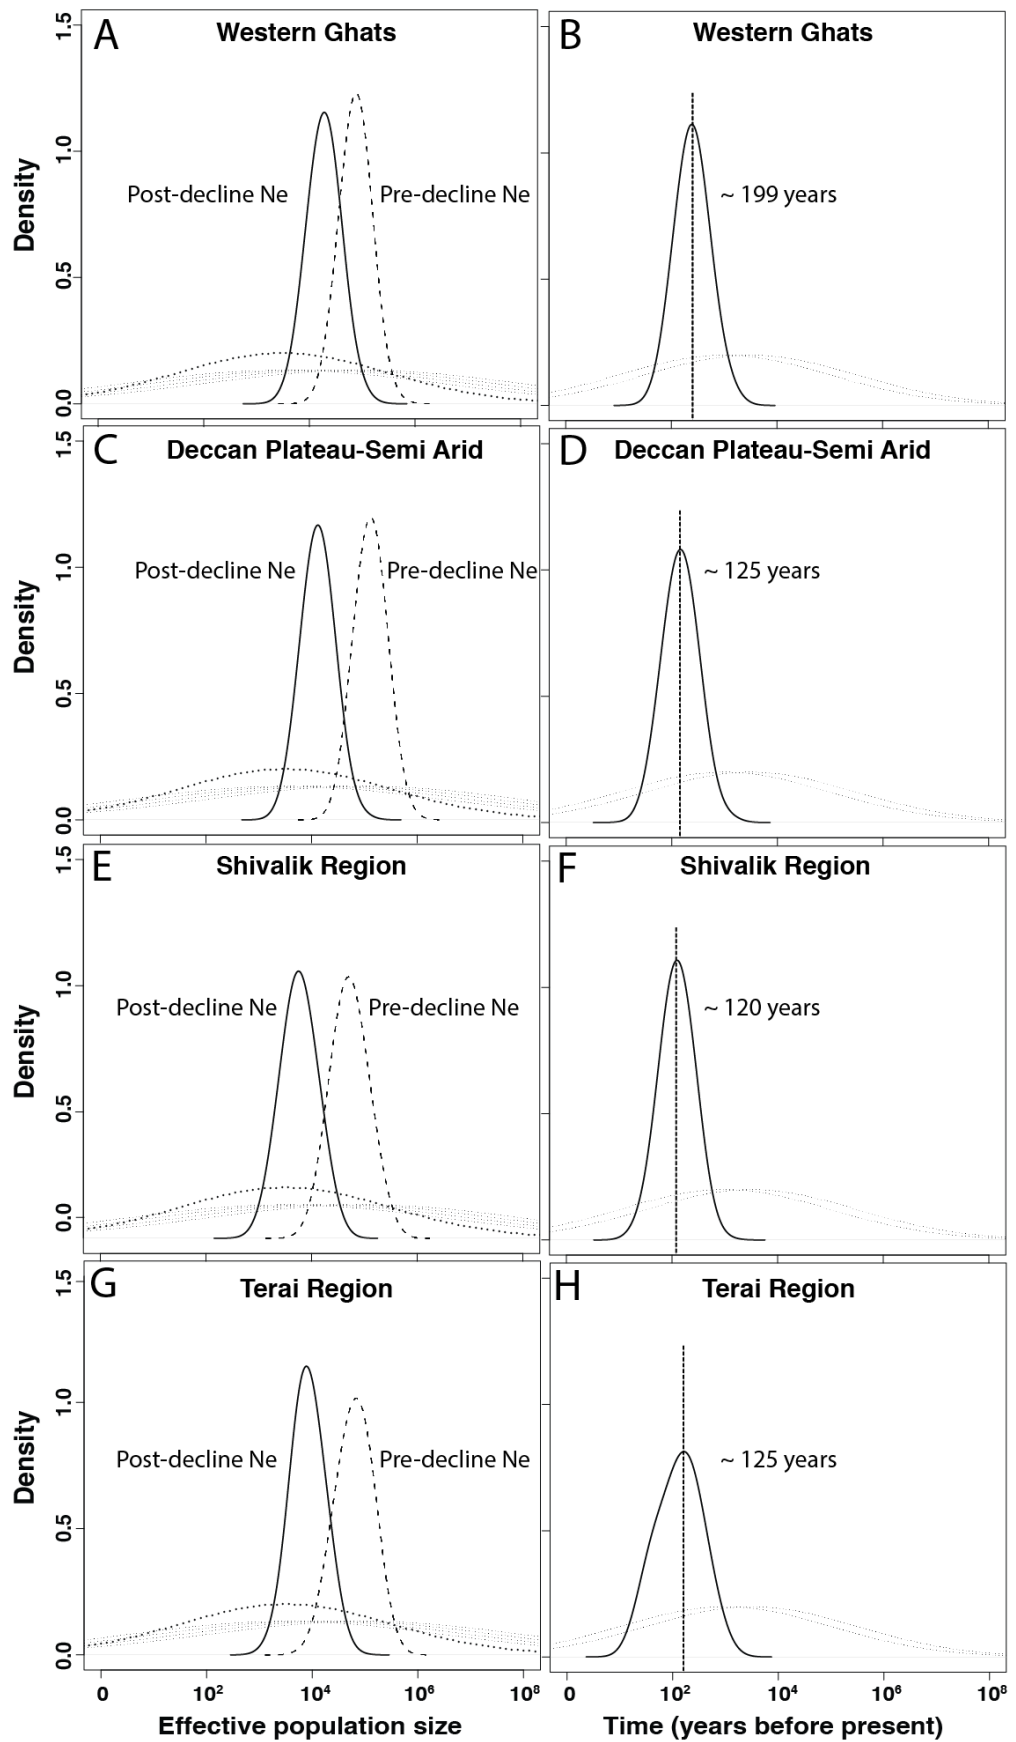 A Western Ghats
1.5
1.0
0.5
0.0
Density
Post-decline Ne
Pre-decline Ne
B Western Ghats
~ 199 years
C Deccan Plateau-Semi Arid
1.5
1.0
0.5
0.0
Density
Post-decline Ne
Pre-decline Ne
D Deccan Plateau-Semi Arid
~ 125 years
E Shivalik Region
1.5
1.0
0.5
0.0
Density
Post-decline Ne
Pre-decline Ne
F Shivalik Region
~ 120 years
G Terai Region
1.5
1.0
0.5
0.0
Density
Post-decline Ne
Pre-decline Ne
H Terai Region
~ 125 years
0 10² 10⁴ 10⁶ 10⁸
Effective population size
0 10² 10⁴ 10⁶ 10⁸
Time (years before present)